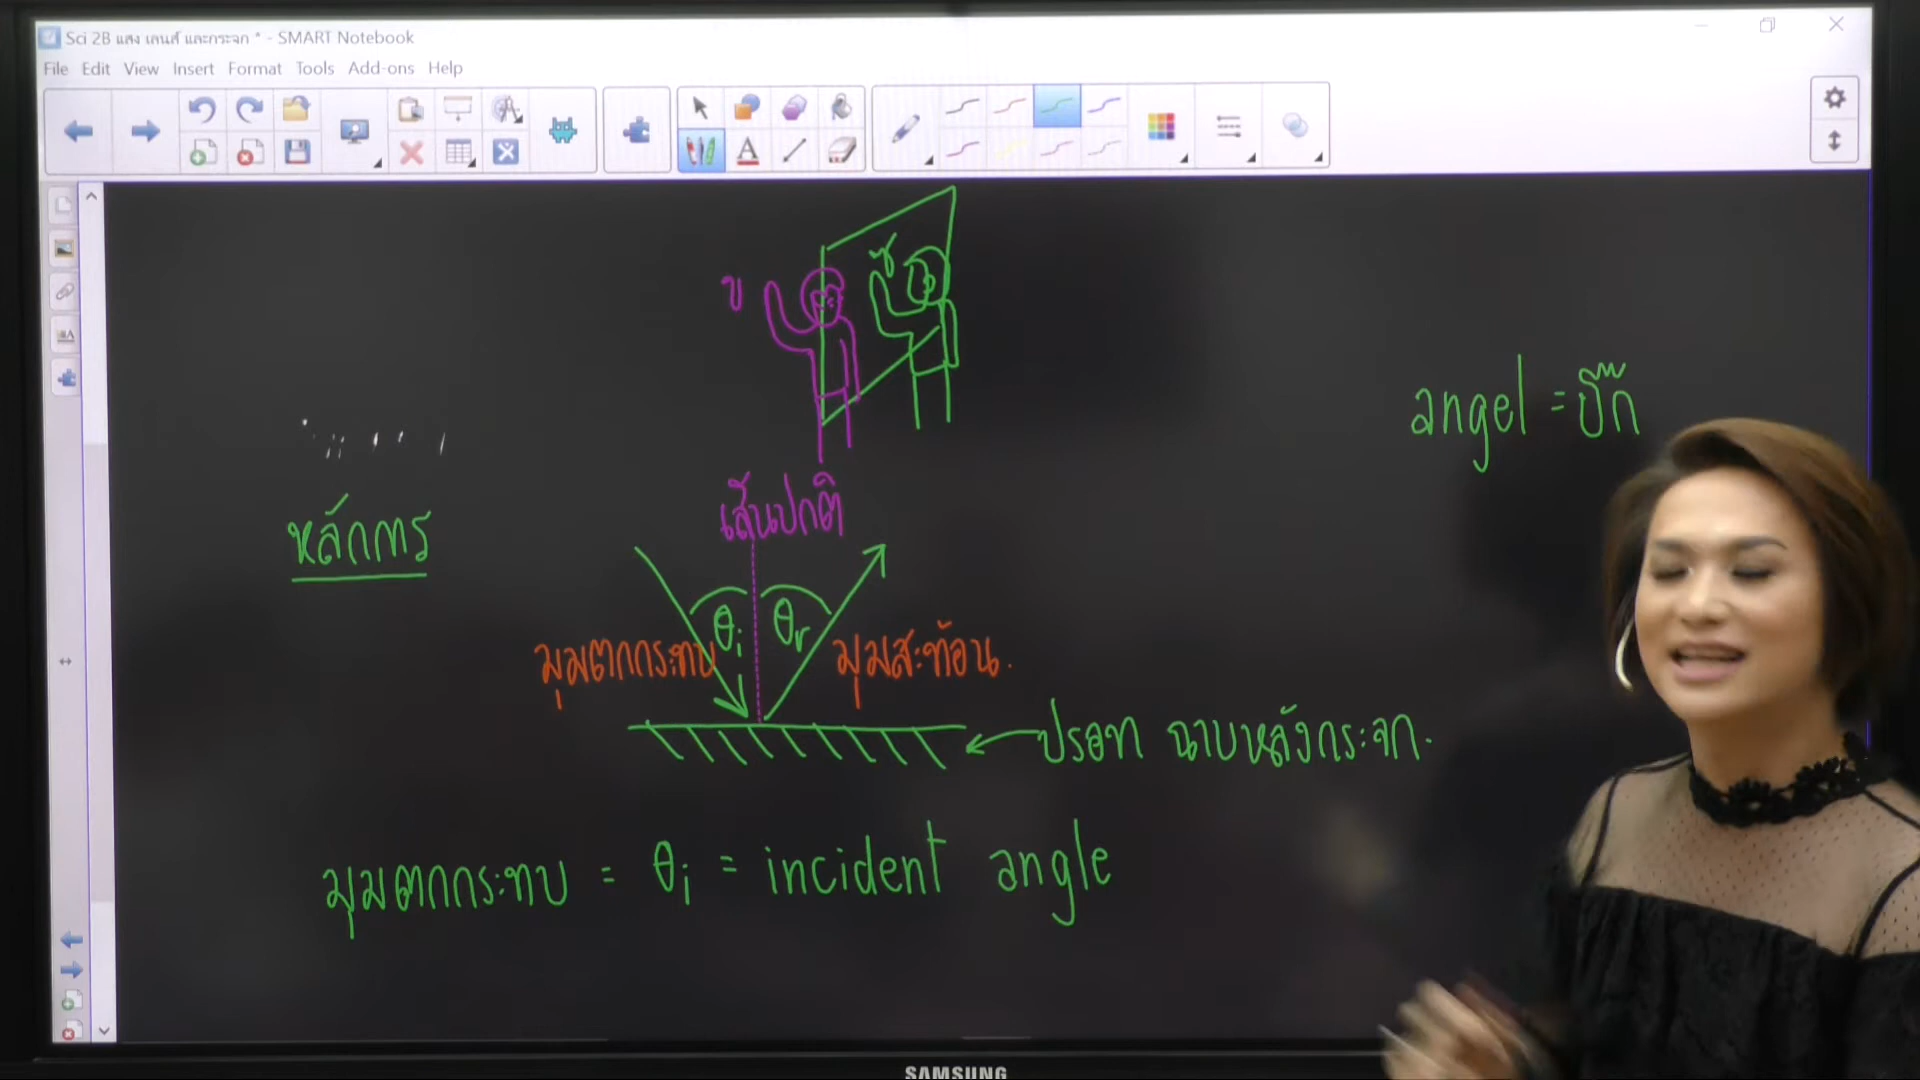 Sci 2B แสง เลนส์ และกระจก * - SMART Notebook
File Edit View Insert Format Tools Add-ons Help
ข
ซ้
angel = ปีก
เส้นปกติ
หลักการ
θi θr
มุมตกกระทบ
มุมสะท้อน.
ปรอท ฉาบหลังกระจก.
มุมตกกระทบ = θi = incident angle
SAMSUNG